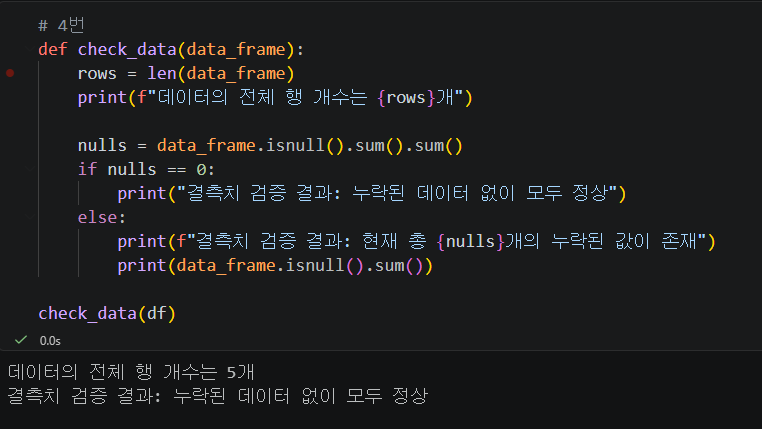 # 4번
def check_data(data_frame):
    rows = len(data_frame)
    print(f"데이터의 전체 행 개수는 {rows}개")

    nulls = data_frame.isnull().sum().sum()
    if nulls == 0:
        print("결측치 검증 결과: 누락된 데이터 없이 모두 정상")
    else:
        print(f"결측치 검증 결과: 현재 총 {nulls}개의 누락된 값이 존재")
        print(data_frame.isnull().sum())

check_data(df)
0.0s
데이터의 전체 행 개수는 5개
결측치 검증 결과: 누락된 데이터 없이 모두 정상